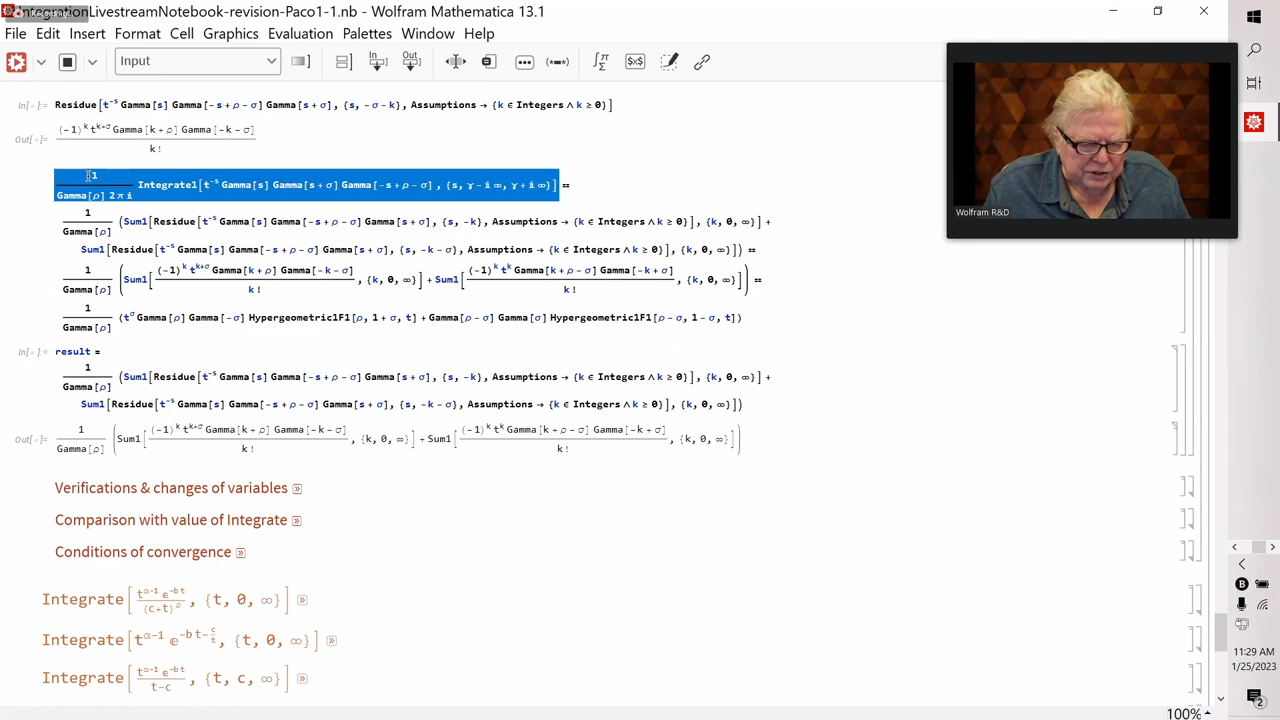 IntegrationLivestreamNotebook-revision-Paco1-1.nb - Wolfram Mathematica 13.1
File Edit Insert Format Cell Graphics Evaluation Palettes Window Help
Input In[·]:= Out[·]=
In[·]:= Residue[t^-s Gamma[s] Gamma[-s+ρ-σ] Gamma[s+σ], {s, -σ-k}, Assumptions → {k ∈ Integers ∧ k ≥ 0}]
Out[·]= (-1)^k t^(k+σ) Gamma[k+ρ] Gamma[-k-σ]
k!
1
Gamma[ρ] 2 π i Integrate1[t^-s Gamma[s] Gamma[s+σ] Gamma[-s+ρ-σ], {s, γ-i ∞, γ+i ∞}] ==
1
Gamma[ρ] (Sum1[Residue[t^-s Gamma[s] Gamma[-s+ρ-σ] Gamma[s+σ], {s, -k}, Assumptions → {k ∈ Integers ∧ k ≥ 0}], {k, 0, ∞}] +
Sum1[Residue[t^-s Gamma[s] Gamma[-s+ρ-σ] Gamma[s+σ], {s, -k-σ}, Assumptions → {k ∈ Integers ∧ k ≥ 0}], {k, 0, ∞}]) ==
1
Gamma[ρ] (Sum1[(-1)^k t^(k+σ) Gamma[k+ρ] Gamma[-k-σ] / k!, {k, 0, ∞}] + Sum1[(-1)^k t^k Gamma[k+ρ-σ] Gamma[-k+σ] / k!, {k, 0, ∞}]) ==
1
Gamma[ρ] (t^σ Gamma[ρ] Gamma[-σ] Hypergeometric1F1[ρ, 1+σ, t] + Gamma[ρ-σ] Gamma[σ] Hypergeometric1F1[ρ-σ, 1-σ, t])
In[·]:= result =
1
Gamma[ρ] (Sum1[Residue[t^-s Gamma[s] Gamma[-s+ρ-σ] Gamma[s+σ], {s, -k}, Assumptions → {k ∈ Integers ∧ k ≥ 0}], {k, 0, ∞}] +
Sum1[Residue[t^-s Gamma[s] Gamma[-s+ρ-σ] Gamma[s+σ], {s, -k-σ}, Assumptions → {k ∈ Integers ∧ k ≥ 0}], {k, 0, ∞}])
Out[·]= 1
Gamma[ρ] (Sum1[(-1)^k t^(k+σ) Gamma[k+ρ] Gamma[-k-σ] / k!, {k, 0, ∞}] + Sum1[(-1)^k t^k Gamma[k+ρ-σ] Gamma[-k+σ] / k!, {k, 0, ∞}])
Verifications & changes of variables
Comparison with value of Integrate
Conditions of convergence
Integrate[t^(α-1) e^(-b t) / (c+t)^ρ, {t, 0, ∞}]
Integrate[t^(α-1) e^(-b t - c/t), {t, 0, ∞}]
Integrate[t^(α-1) e^(-b t) / t-c, {t, c, ∞}]
100%
Wolfram R&D
11:29 AM
1/25/2023
2